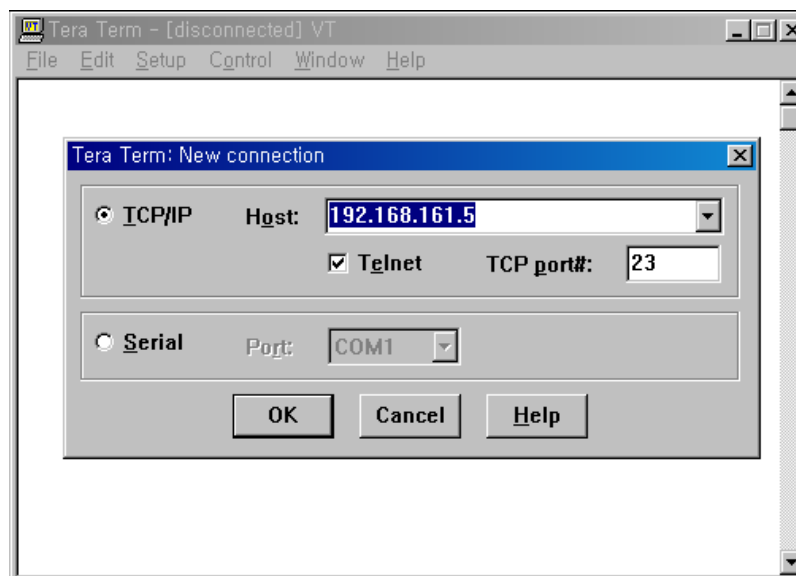 VT
Tera Term - [disconnected] VT
File Edit Setup Control Window Help
Tera Term: New connection
TCP/IP Host: 192.168.161.5
Telnet TCP port#: 23
Serial Port: COM1
OK Cancel Help